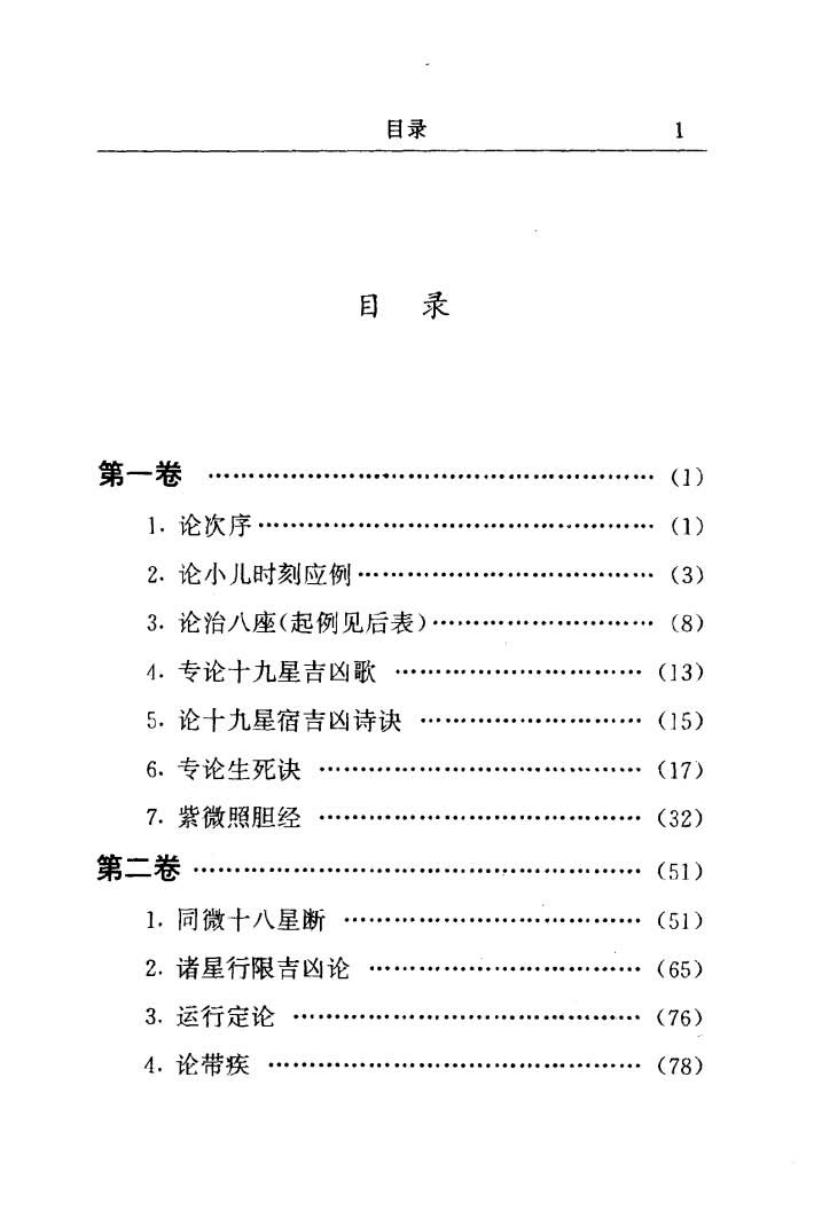 目录 1
目 录
第一卷 ……………………………………………… (1)
1. 论次序 ………………………………………… (1)
2. 论小儿时刻应例 ……………………………… (3)
3. 论治八座(起例见后表) ……………………… (8)
4. 专论十九星吉凶歌 ………………………… (13)
5. 论十九星宿吉凶诗诀 ……………………… (15)
6. 专论生死诀 ………………………………… (17)
7. 紫微照胆经 ………………………………… (32)
第二卷 ……………………………………………… (51)
1. 同微十八星断 ……………………………… (51)
2. 诸星行限吉凶论 …………………………… (65)
3. 运行定论 …………………………………… (76)
4. 论带疾 ……………………………………… (78)